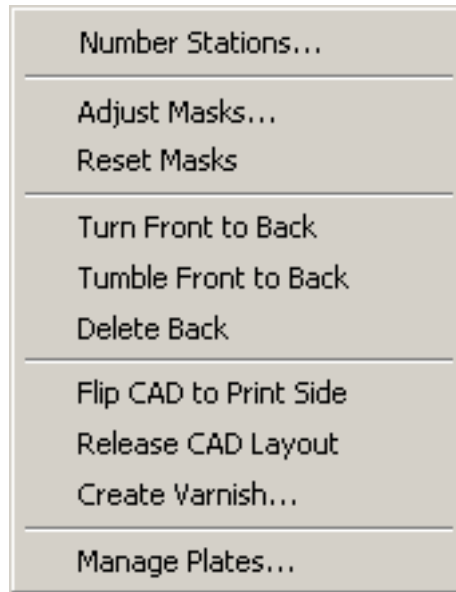 Number Stations...
Adjust Masks...
Reset Masks
Turn Front to Back
Tumble Front to Back
Delete Back
Flip CAD to Print Side
Release CAD Layout
Create Varnish...
Manage Plates...